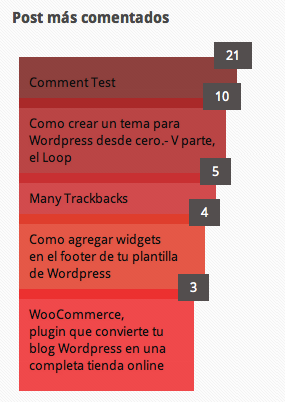 Post más comentados
21
Comment Test
10
Como crear un tema para
Wordpress desde cero.- V parte,
el Loop
5
Many Trackbacks
4
Como agregar widgets
en el footer de tu plantilla
de Wordpress
3
WooCommerce,
plugin que convierte tu
blog Wordpress en una
completa tienda online